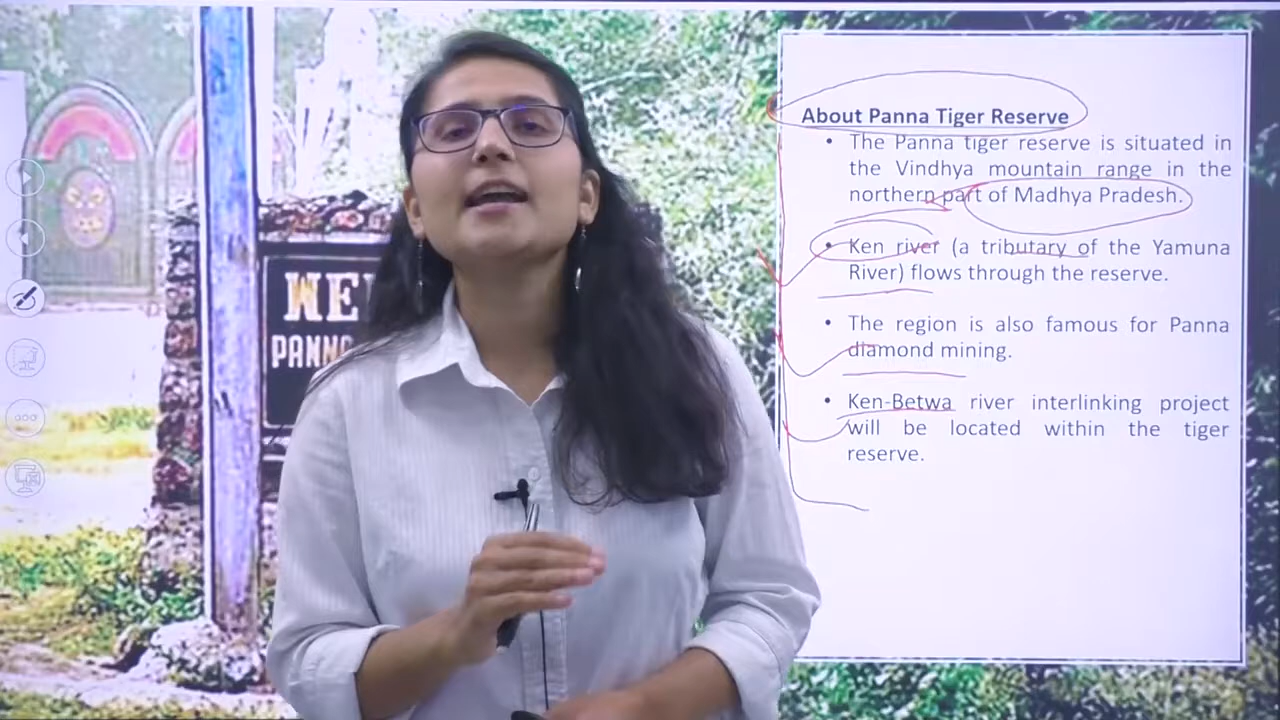 WE
PANN
About Panna Tiger Reserve
• The Panna tiger reserve is situated in
the Vindhya mountain range in the
northern part of Madhya Pradesh.
• Ken river (a tributary of the Yamuna
River) flows through the reserve.
• The region is also famous for Panna
diamond mining.
• Ken-Betwa river interlinking project
will be located within the tiger
reserve.